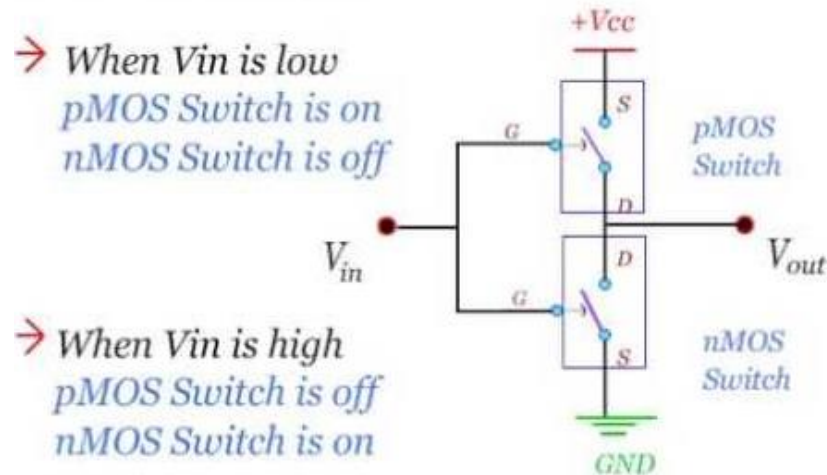 → When Vin is low
pMOS Switch is on
nMOS Switch is off
→ When Vin is high
pMOS Switch is off
nMOS Switch is on
+Vcc
S
G
pMOS
Switch
D
Vin
Vout
D
G
nMOS
Switch
S
GND